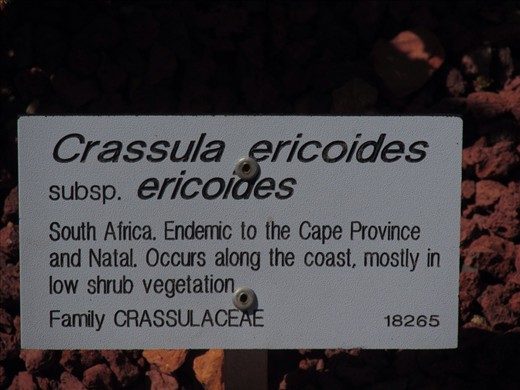 Crassula ericoides
subsp. ericoides
South Africa. Endemic to the Cape Province
and Natal. Occurs along the coast, mostly in
low shrub vegetation
Family CRASSULACEAE 18265